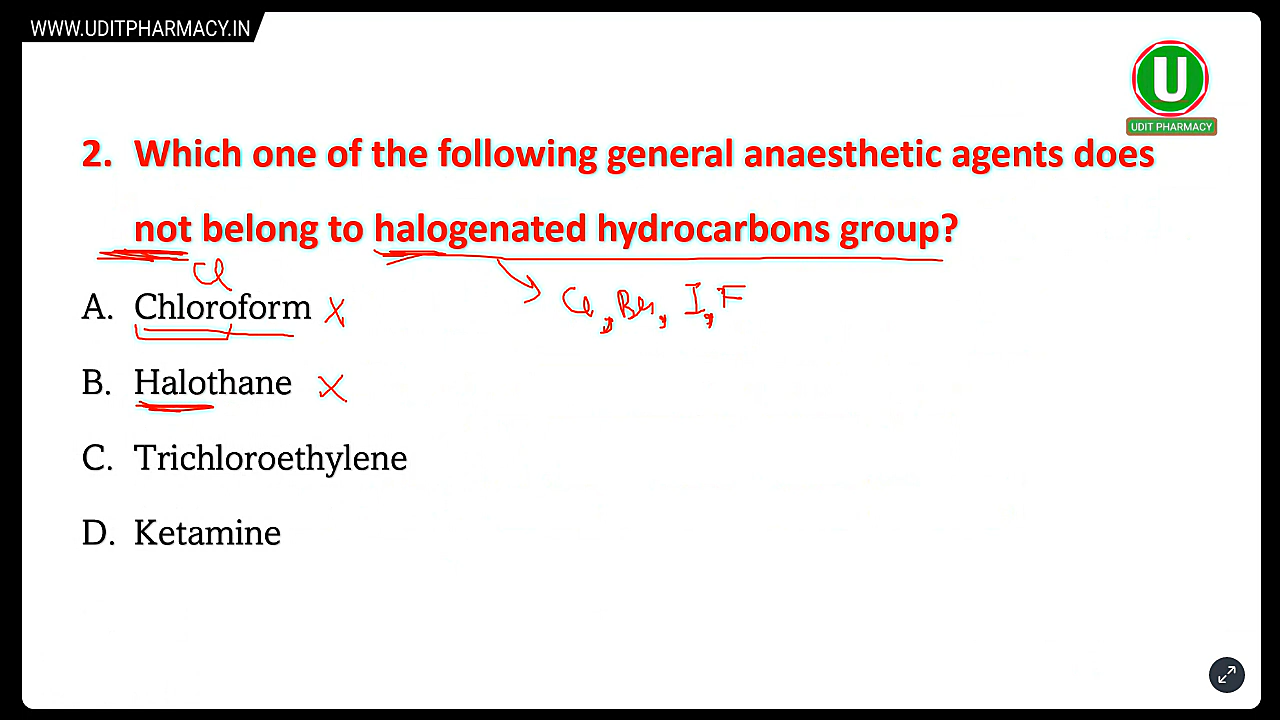 WWW.UDITPHARMACY.IN
U
UDIT PHARMACY
2. Which one of the following general anaesthetic agents does
not belong to halogenated hydrocarbons group?
Cl
A. Chloroform X
Cl, Br, I, F
B. Halothane X
C. Trichloroethylene
D. Ketamine